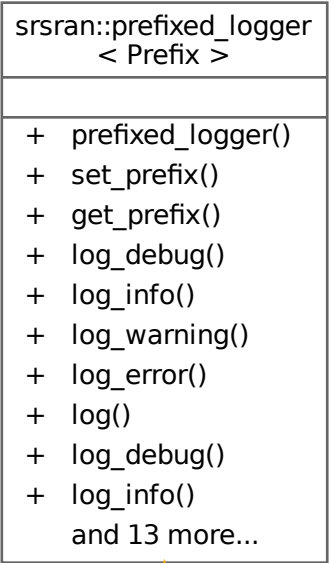 srsran::prefixed_logger
< Prefix >
+ prefixed_logger()
+ set_prefix()
+ get_prefix()
+ log_debug()
+ log_info()
+ log_warning()
+ log_error()
+ log()
+ log_debug()
+ log_info()
and 13 more...